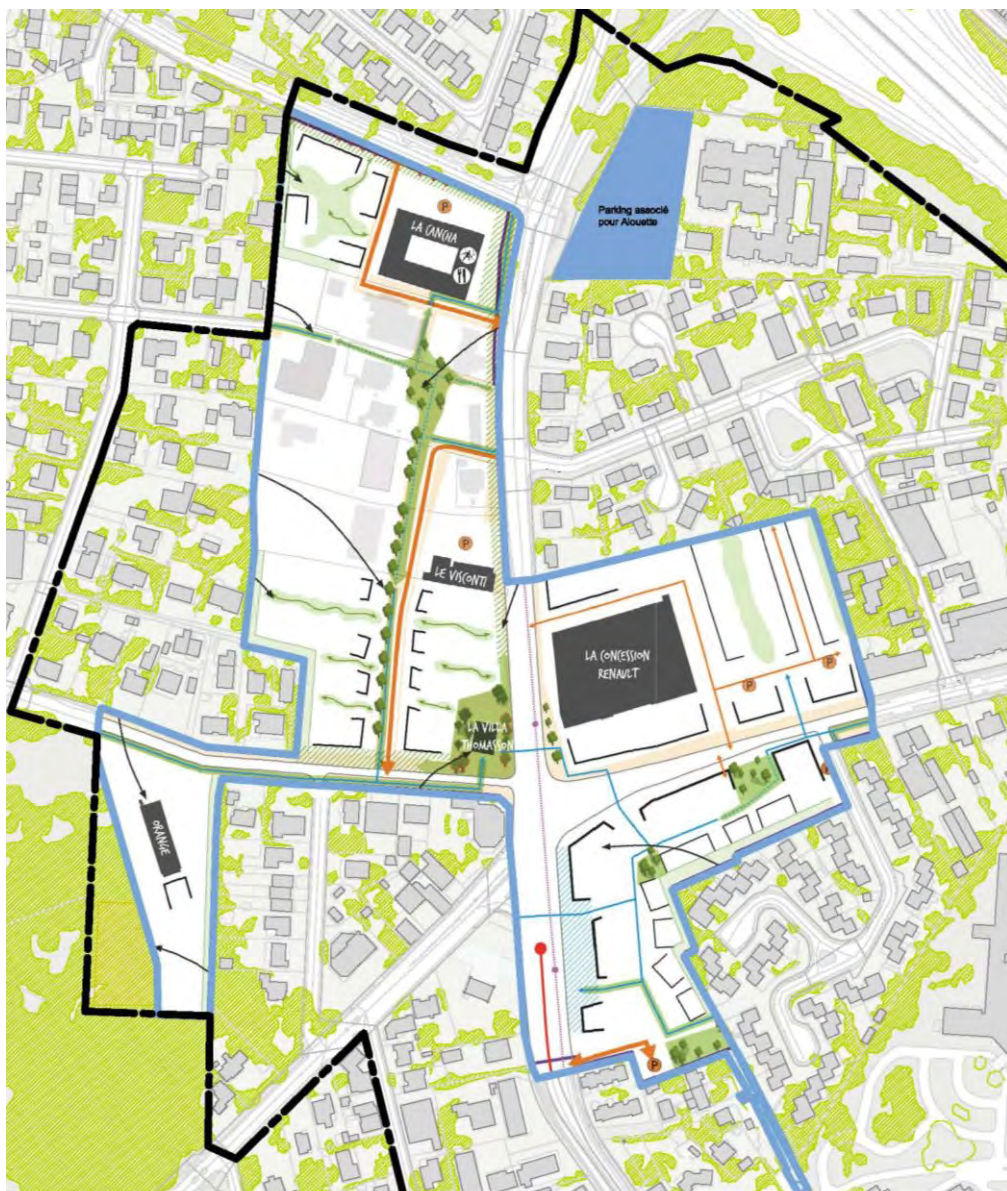 Parking associé
pour Alouette
P
LA CANCHA
P
LE VISCONTI
LA CONCESSION
RENAULT
P
P
LA VILLA
THOMASSON
ORANGE
P